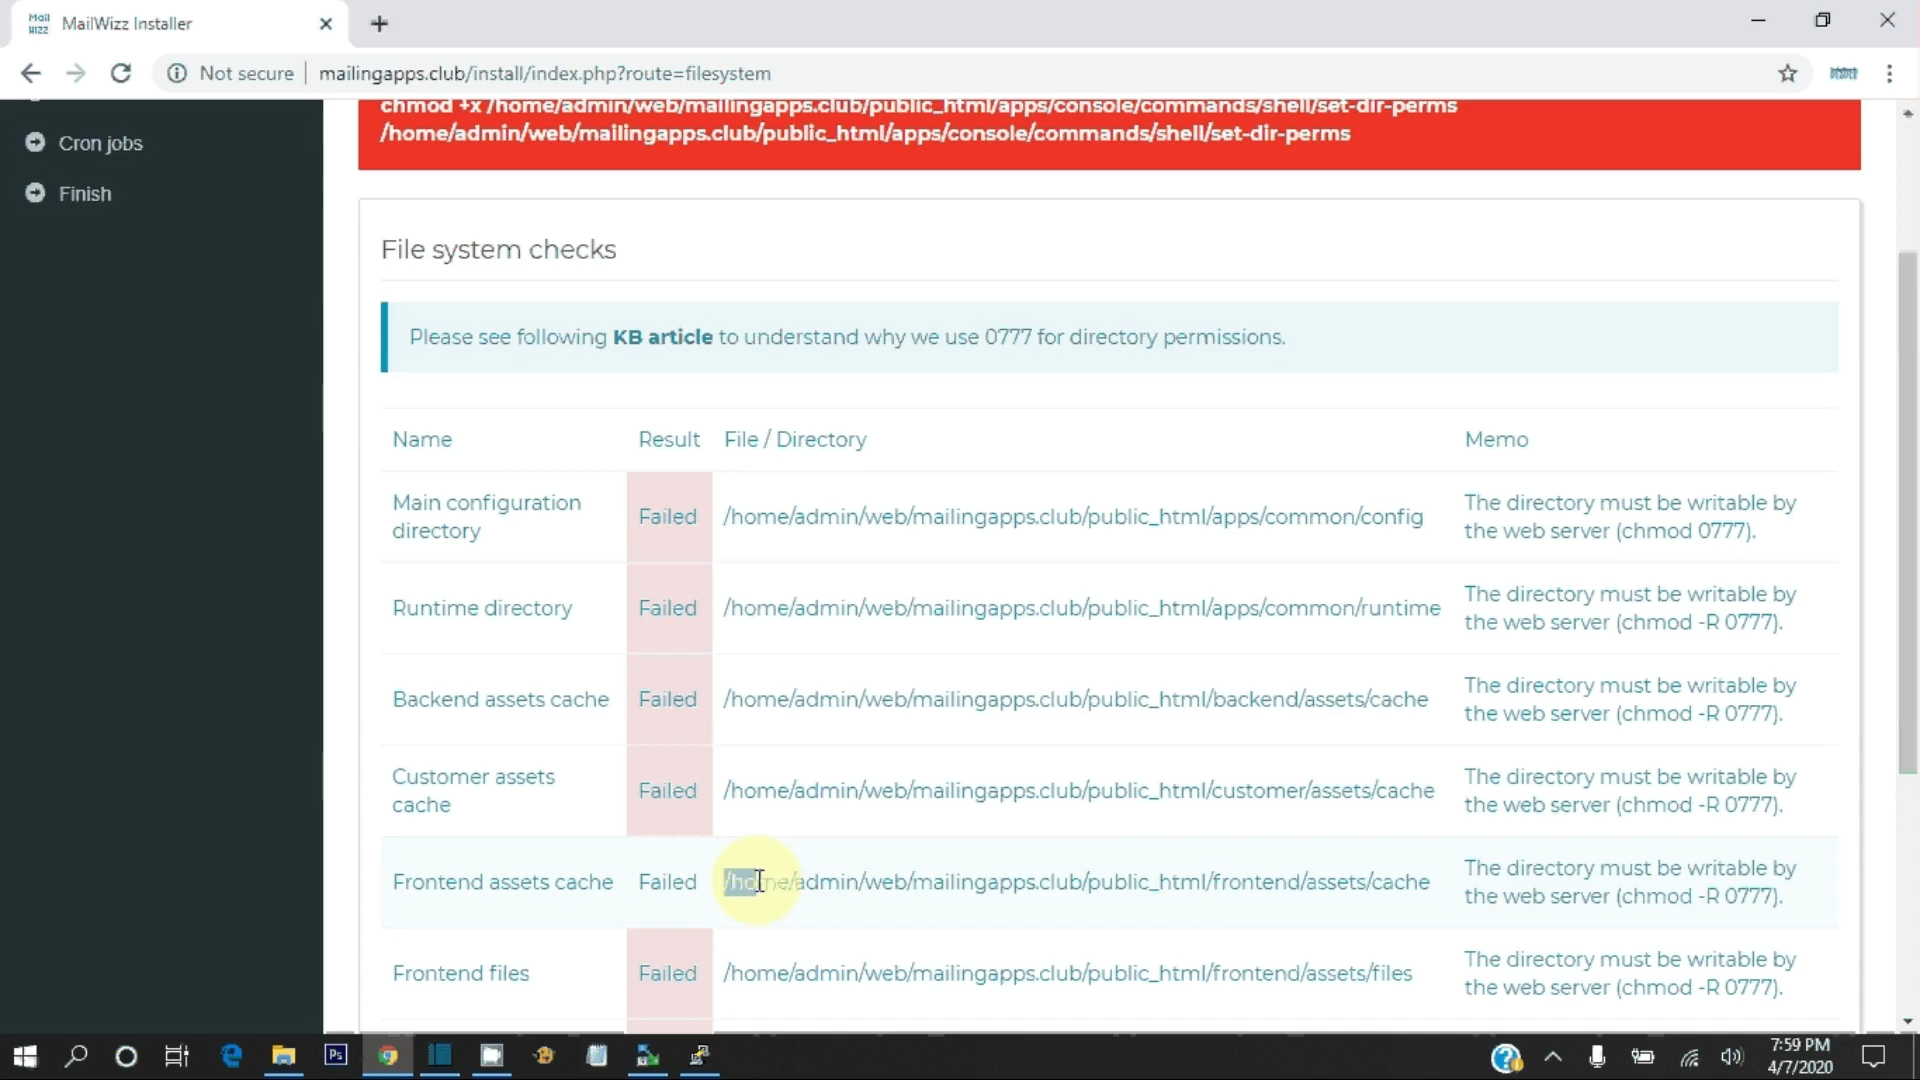 Mail
WIZZ
MailWizz Installer
Not secure
mailingapps.club/install/index.php?route=filesystem
Cron jobs
Finish
chmod +x /home/admin/web/mailingapps.club/public_html/apps/console/commands/shell/set-dir-perms
/home/admin/web/mailingapps.club/public_html/apps/console/commands/shell/set-dir-perms
File system checks
Please see following KB article to understand why we use 0777 for directory permissions.
Name Result File / Directory Memo
Main configuration
directory
Failed
/home/admin/web/mailingapps.club/public_html/apps/common/config
The directory must be writable by
the web server (chmod 0777).
Runtime directory
Failed
/home/admin/web/mailingapps.club/public_html/apps/common/runtime
The directory must be writable by
the web server (chmod -R 0777).
Backend assets cache
Failed
/home/admin/web/mailingapps.club/public_html/backend/assets/cache
The directory must be writable by
the web server (chmod -R 0777).
Customer assets
cache
Failed
/home/admin/web/mailingapps.club/public_html/customer/assets/cache
The directory must be writable by
the web server (chmod -R 0777).
Frontend assets cache
Failed
/home/admin/web/mailingapps.club/public_html/frontend/assets/cache
The directory must be writable by
the web server (chmod -R 0777).
Frontend files
Failed
/home/admin/web/mailingapps.club/public_html/frontend/assets/files
The directory must be writable by
the web server (chmod -R 0777).
Ps
7:59 PM
4/7/2020